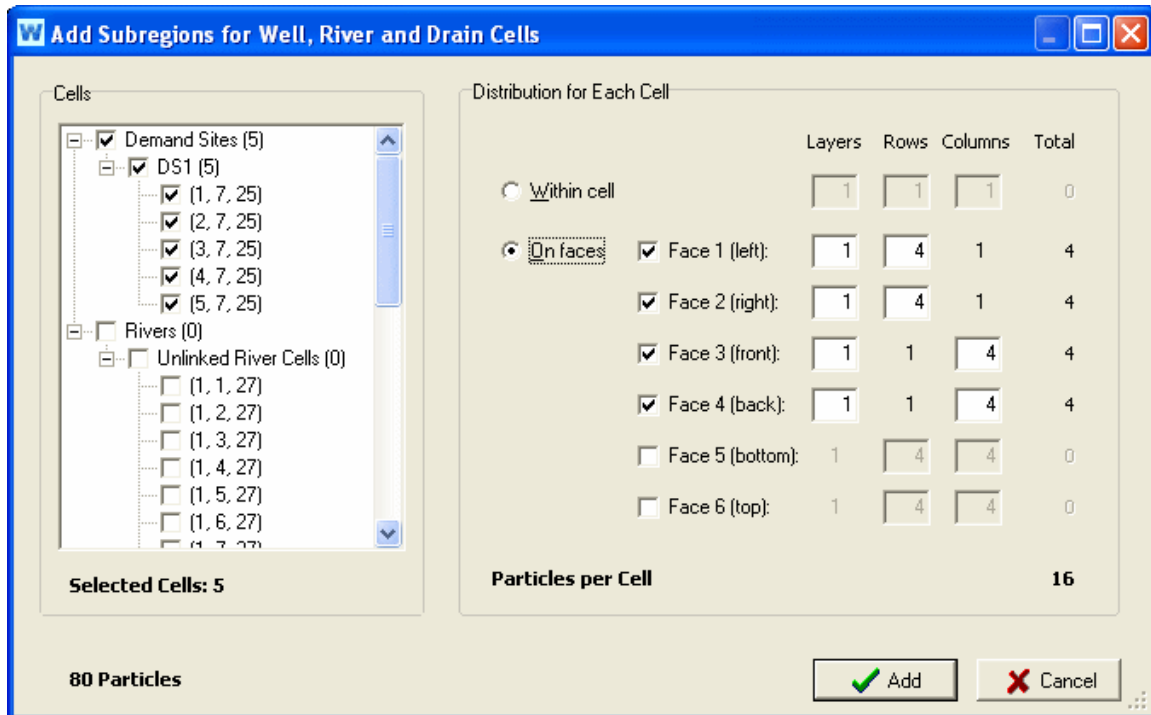 W Add Subregions for Well, River and Drain Cells
Cells
Demand Sites (5)
DS1 (5)
(1, 7, 25)
(2, 7, 25)
(3, 7, 25)
(4, 7, 25)
(5, 7, 25)
Rivers (0)
Unlinked River Cells (0)
(1, 1, 27)
(1, 2, 27)
(1, 3, 27)
(1, 4, 27)
(1, 5, 27)
(1, 6, 27)
(1, 7, 27)
Selected Cells: 5
Distribution for Each Cell
Layers Rows Columns Total
Within cell 1 1 1 0
On faces Face 1 (left): 1 4 1 4
Face 2 (right): 1 4 1 4
Face 3 (front): 1 1 4 4
Face 4 (back): 1 1 4 4
Face 5 (bottom): 1 4 4 0
Face 6 (top): 1 4 4 0
Particles per Cell 16
80 Particles
Add Cancel